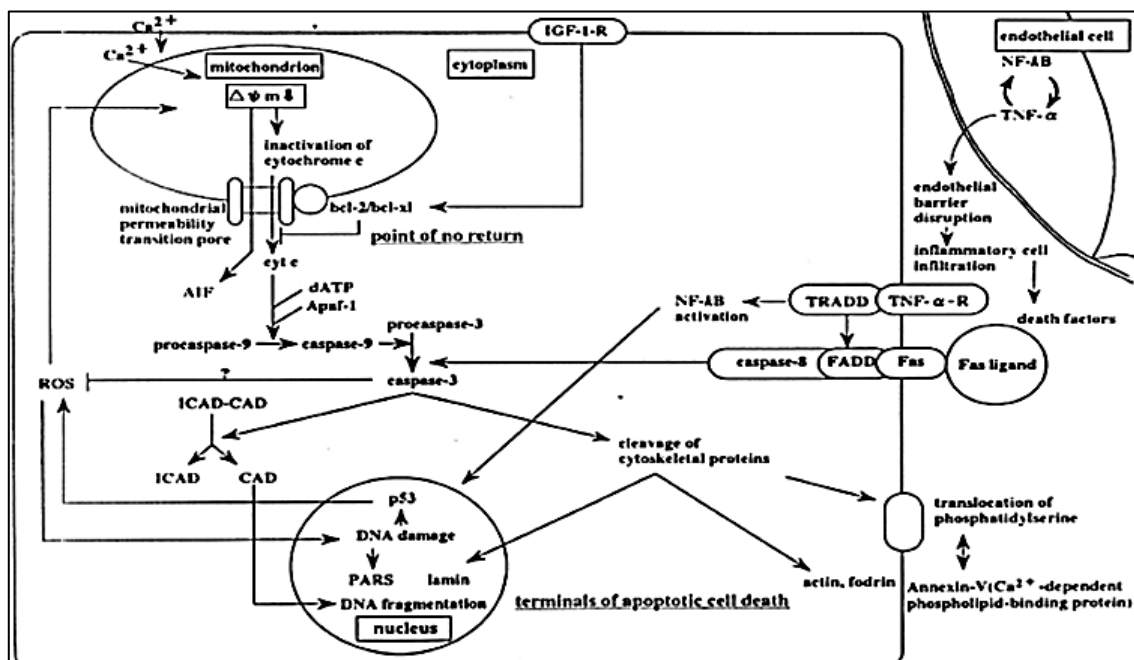 Ca2+
Ca2+
mitochondrion
Δψm⇩
inactivation of
cytochrome c
mitochondrial
permeability
transition pore
bcl-2/bcl-xl
point of no return
cyt c
AIF
dATP
Apaf-1
procaspase-3
procaspase-9
caspase-9
caspase-3
?
ROS
ICAD-CAD
ICAD
CAD
cytoplasm
IGF-1-R
endothelial cell
NF-kB
TNF-α
endothelial
barrier
disruption
inflammatory cell
infiltration
death factors
NF-kB
activation
TRADD
TNF-α-R
caspase-8
FADD
Fas
Fas ligand
cleavage of
cytoskeletal proteins
p53
DNA damage
PARS
lamin
DNA fragmentation
nucleus
terminals of apoptotic cell death
actin, fodrin
translocation of
phosphatidylserine
Annexin-V(Ca2+-dependent
phospholipid-binding protein)